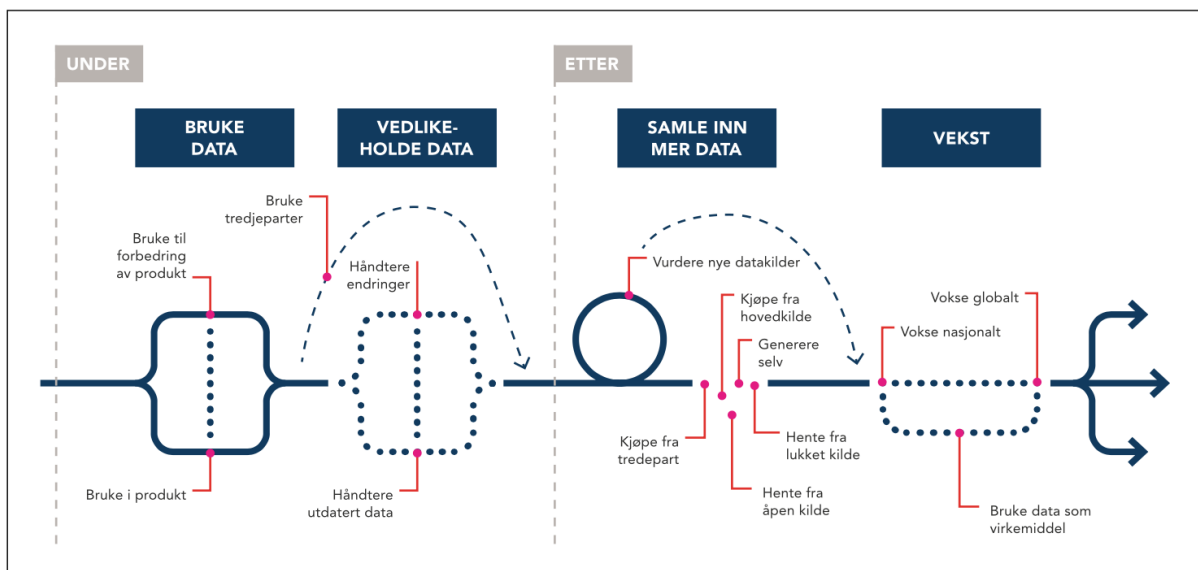 UNDER
ETTER
BRUKE
DATA
VEDLIKE-
HOLDE DATA
SAMLE INN
MER DATA
VEKST
Bruke
tredjeparter
Bruke til
forbedring
av produkt
Håndtere
endringer
Vurdere nye datakilder
Kjøpe fra
hovedkilde
Vokse globalt
Vokse nasjonalt
Generere
selv
Kjøpe fra
tredepart
Hente fra
lukket kilde
Bruke i produkt
Håndtere
utdatert data
Hente fra
åpen kilde
Bruke data som
virkemiddel